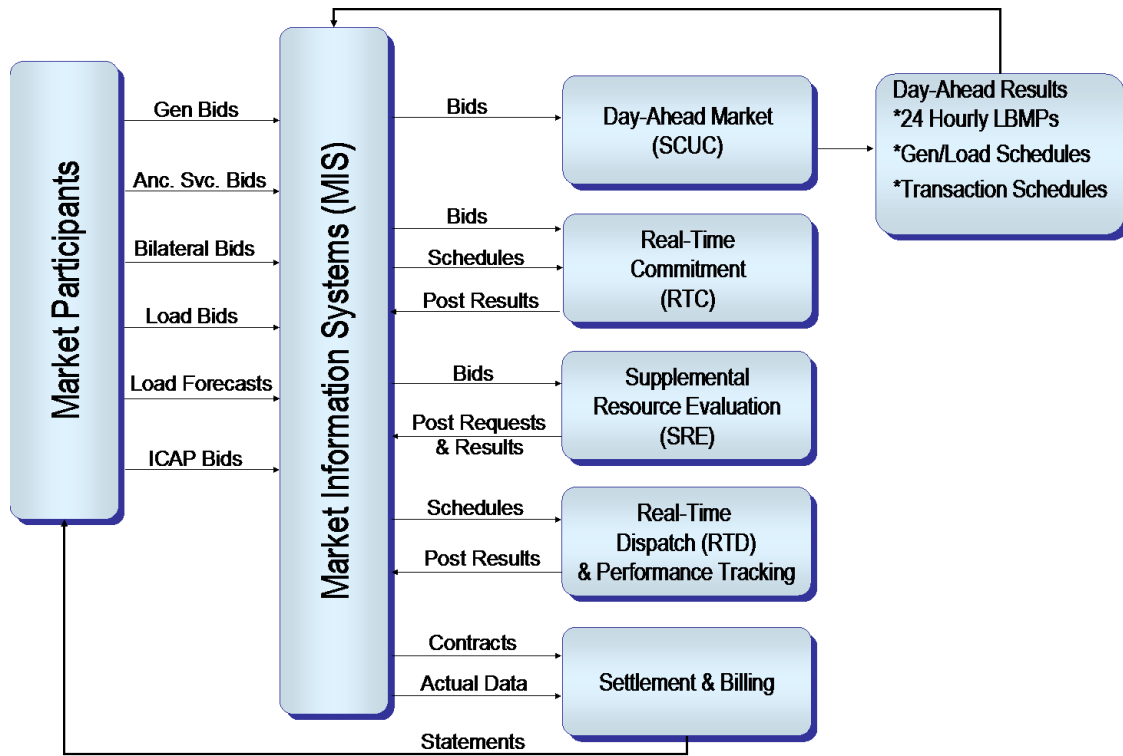 Market Participants
Gen Bids
Anc. Svc. Bids
Bilateral Bids
Load Bids
Load Forecasts
ICAP Bids
Market Information Systems (MIS)
Bids
Day-Ahead Market
(SCUC)
Day-Ahead Results
*24 Hourly LBMPs
*Gen/Load Schedules
*Transaction Schedules
Bids
Schedules
Post Results
Real-Time
Commitment
(RTC)
Bids
Post Requests
& Results
Supplemental
Resource Evaluation
(SRE)
Schedules
Post Results
Real-Time
Dispatch (RTD)
& Performance Tracking
Contracts
Actual Data
Settlement & Billing
Statements